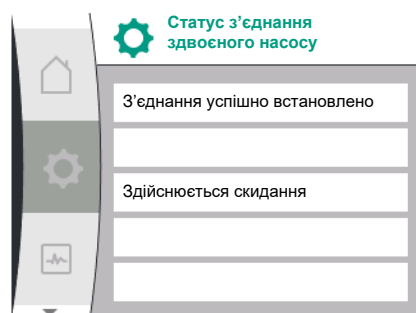 Статус з’єднання
здвоєного насосу
З’єднання успішно встановлено
Здійснюється скидання